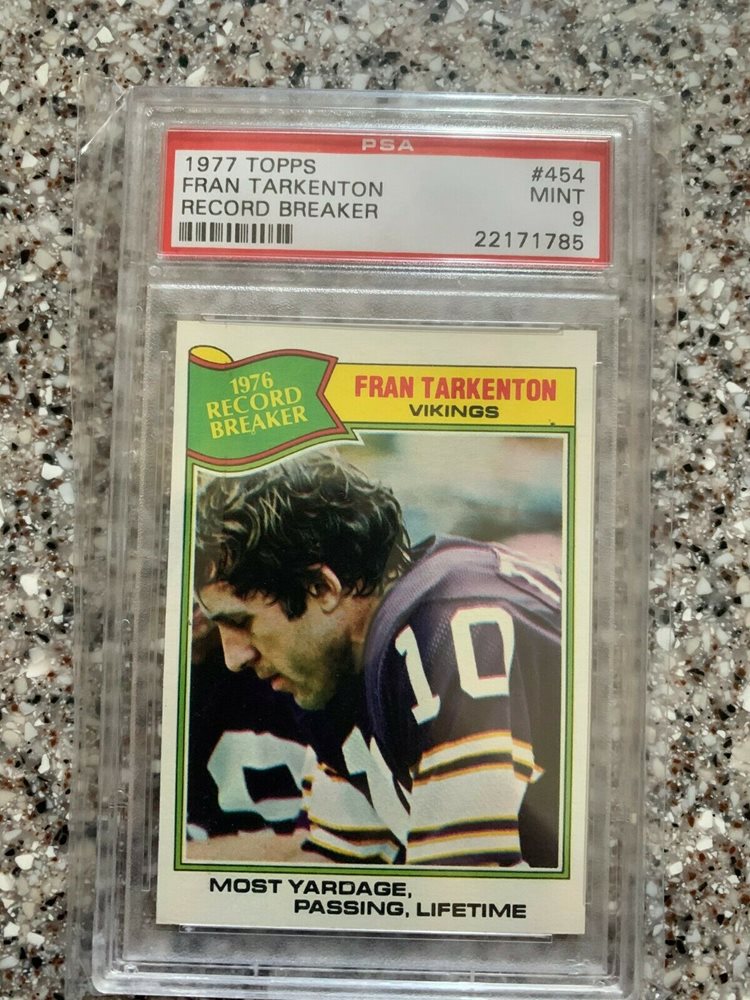 PSA
1977 TOPPS #454
FRAN TARKENTON MINT
RECORD BREAKER 9
22171785
1976
RECORD
BREAKER
FRAN TARKENTON
VIKINGS
10
10
MOST YARDAGE,
PASSING, LIFETIME